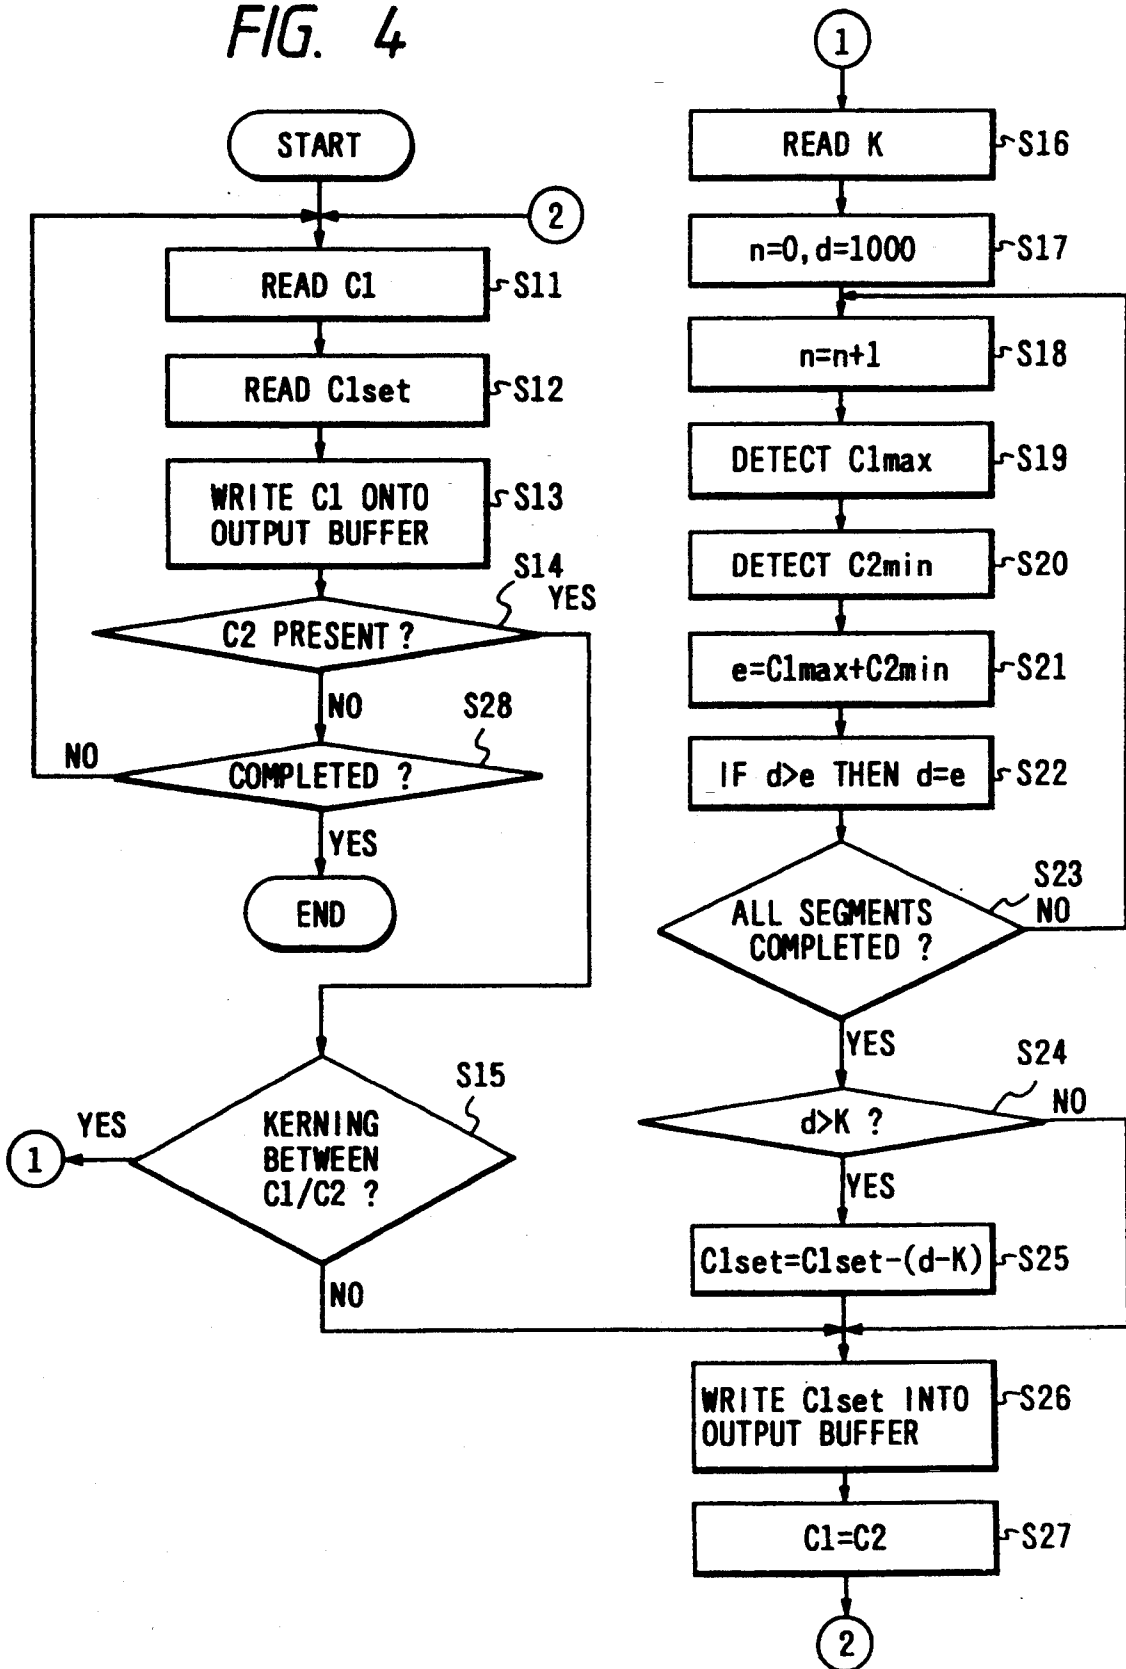 FIG. 4
START
2
READ C1
S11
READ C1set
S12
WRITE C1 ONTO
OUTPUT BUFFER
S13
S14
YES
C2 PRESENT ?
NO
S28
NO
COMPLETED ?
YES
END
S15
KERNING
BETWEEN
C1/C2 ?
YES
1
NO
1
READ K
S16
n=0,d=1000
S17
n=n+1
S18
DETECT C1max
S19
DETECT C2min
S20
e=C1max+C2min
S21
IF d>e THEN d=e
S22
S23
ALL SEGMENTS
COMPLETED ?
NO
YES
S24
d>K ?
NO
YES
C1set=C1set-(d-K)
S25
WRITE C1set INTO
OUTPUT BUFFER
S26
C1=C2
S27
2